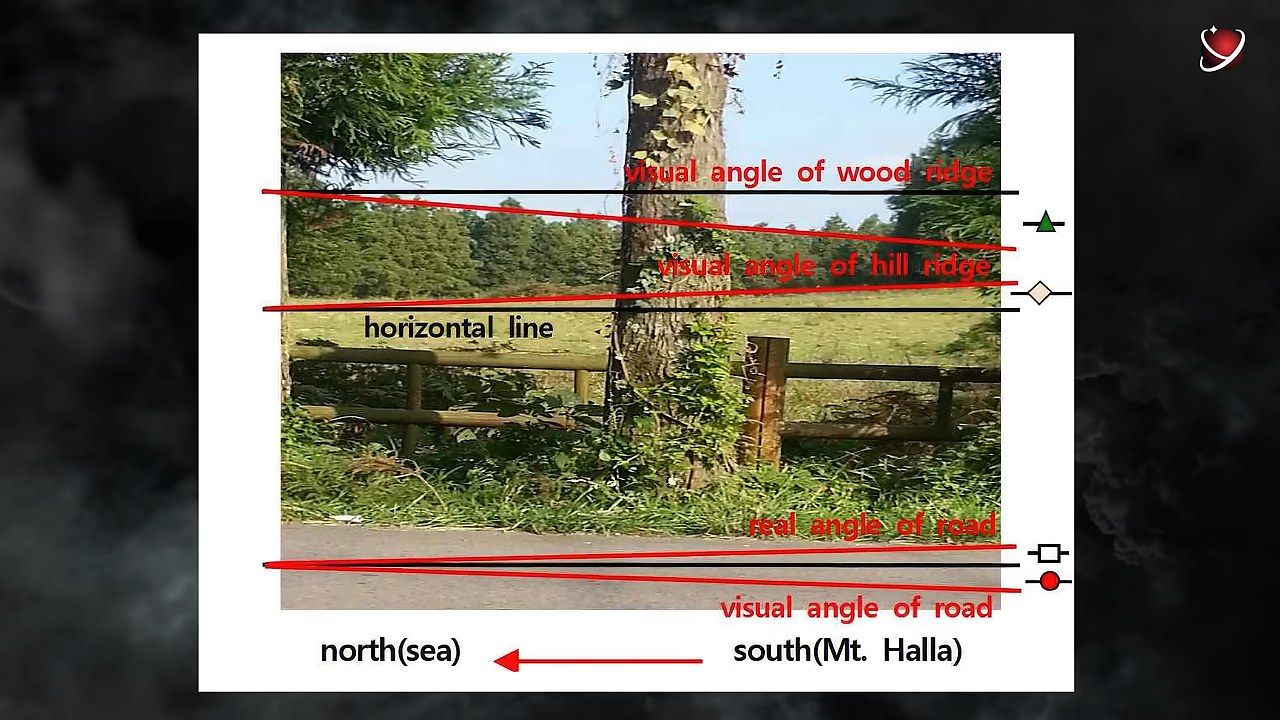 visual angle of wood ridge
visual angle of hill ridge
horizontal line
real angle of road
visual angle of road
north(sea)
south(Mt. Halla)